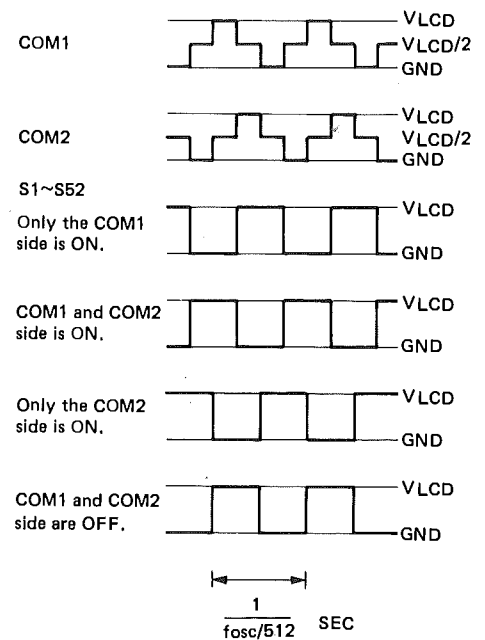 VLCD
COM1
VLCD/2
GND
VLCD
COM2
VLCD/2
GND
S1~S52
VLCD
Only the COM1
side is ON.
GND
VLCD
COM1 and COM2
side is ON.
GND
VLCD
Only the COM2
side is ON.
GND
VLCD
COM1 and COM2
side are OFF.
GND
1
fosc/512 SEC